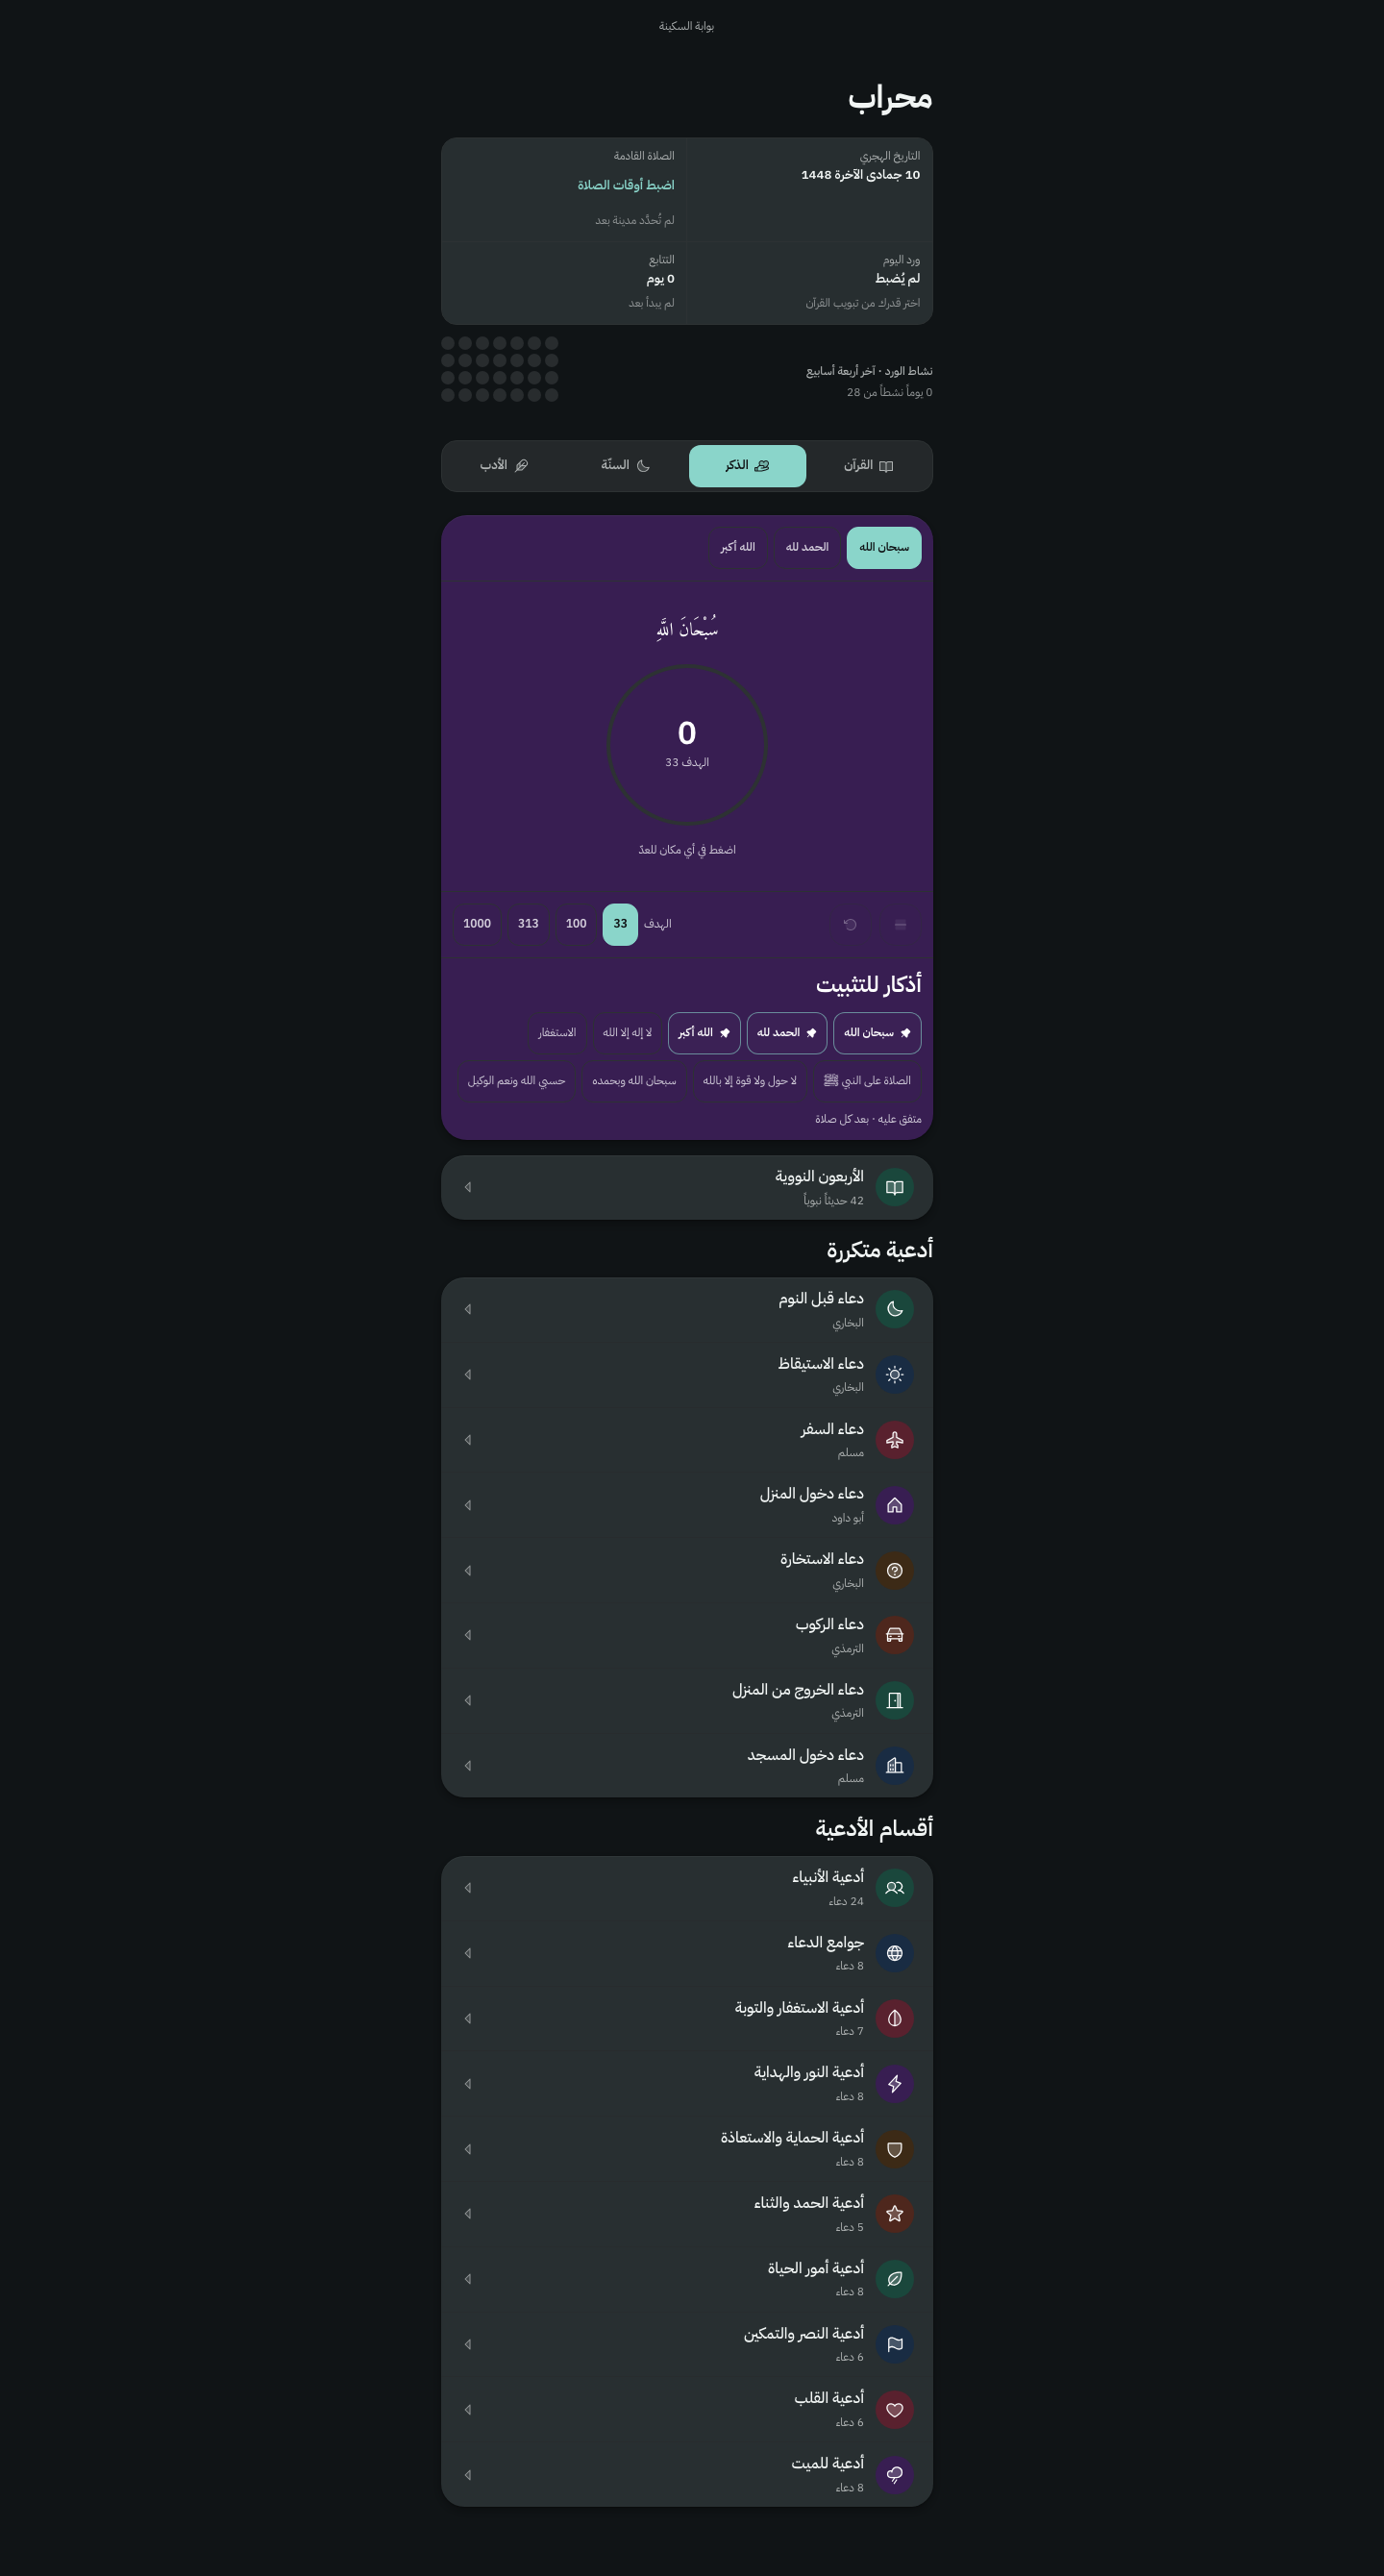 بوابة السكينة
محراب
التاريخ الهجري
10 جمادى الآخرة 1448
الصلاة القادمة
اضبط أوقات الصلاة
لم تُحدَّد مدينة بعد
ورد اليوم
لم يُضبط
اختر قدرك من تبويب القرآن
التتابع
0 يوم
لم يبدأ بعد
نشاط الورد · آخر أربعة أسابيع
0 يوماً نشطاً من 28
القرآن الذكر السنّة الأدب
سبحان الله الحمد لله الله أكبر
سُبْحَانَ اللَّهِ
0
الهدف 33
اضغط في أي مكان للعدّ
الهدف 33 100 313 1000
أذكار للتثبيت
سبحان الله الحمد لله الله أكبر لا إله إلا الله الاستغفار
الصلاة على النبي ﷺ لا حول ولا قوة إلا بالله سبحان الله وبحمده حسبي الله ونعم الوكيل
متفق عليه · بعد كل صلاة
الأربعون النووية
42 حديثاً نبوياً
أدعية متكررة
دعاء قبل النوم
البخاري
دعاء الاستيقاظ
البخاري
دعاء السفر
مسلم
دعاء دخول المنزل
أبو داود
دعاء الاستخارة
البخاري
دعاء الركوب
الترمذي
دعاء الخروج من المنزل
الترمذي
دعاء دخول المسجد
مسلم
أقسام الأدعية
أدعية الأنبياء
24 دعاء
جوامع الدعاء
8 دعاء
أدعية الاستغفار والتوبة
7 دعاء
أدعية النور والهداية
8 دعاء
أدعية الحماية والاستعاذة
8 دعاء
أدعية الحمد والثناء
5 دعاء
أدعية أمور الحياة
8 دعاء
أدعية النصر والتمكين
6 دعاء
أدعية القلب
6 دعاء
أدعية للميت
8 دعاء